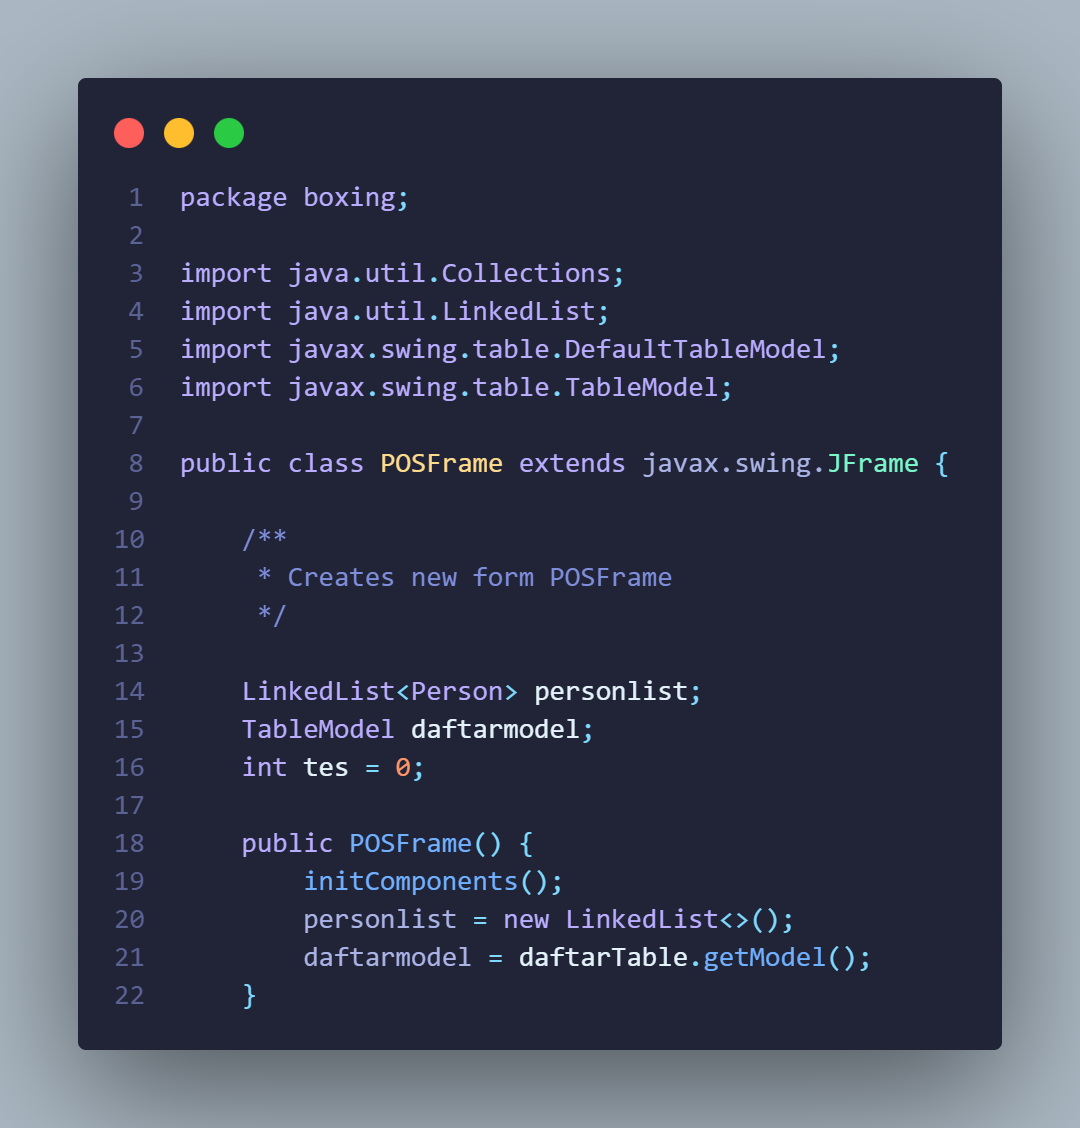 1 package boxing;
2
3 import java.util.Collections;
4 import java.util.LinkedList;
5 import javax.swing.table.DefaultTableModel;
6 import javax.swing.table.TableModel;
7
8 public class POSFrame extends javax.swing.JFrame {
9
10     /**
11      * Creates new form POSFrame
12      */
13
14     LinkedList<Person> personlist;
15     TableModel daftarmodel;
16     int tes = 0;
17
18     public POSFrame() {
19         initComponents();
20         personlist = new LinkedList<>();
21         daftarmodel = daftarTable.getModel();
22     }